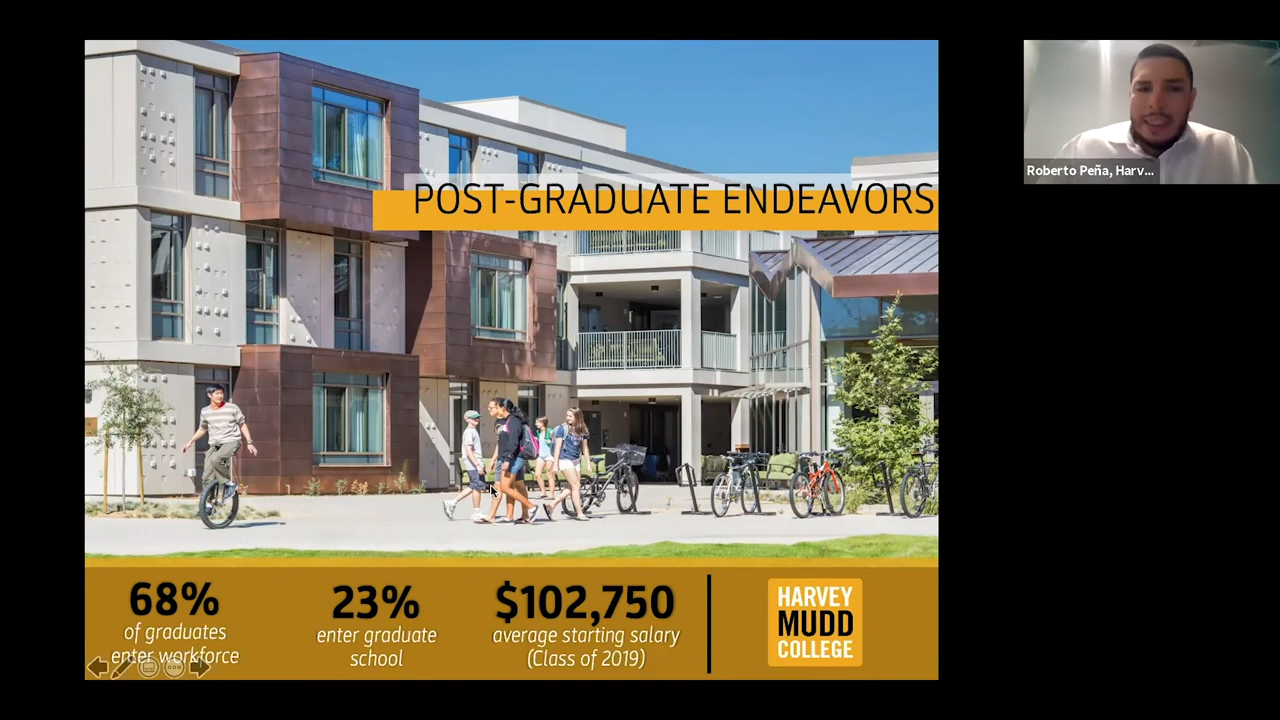 POST-GRADUATE ENDEAVORS
Roberto Peña, Harv...
68%
of graduates
enter workforce
23%
enter graduate
school
$102,750
average starting salary
(Class of 2019)
HARVEY
MUDD
COLLEGE